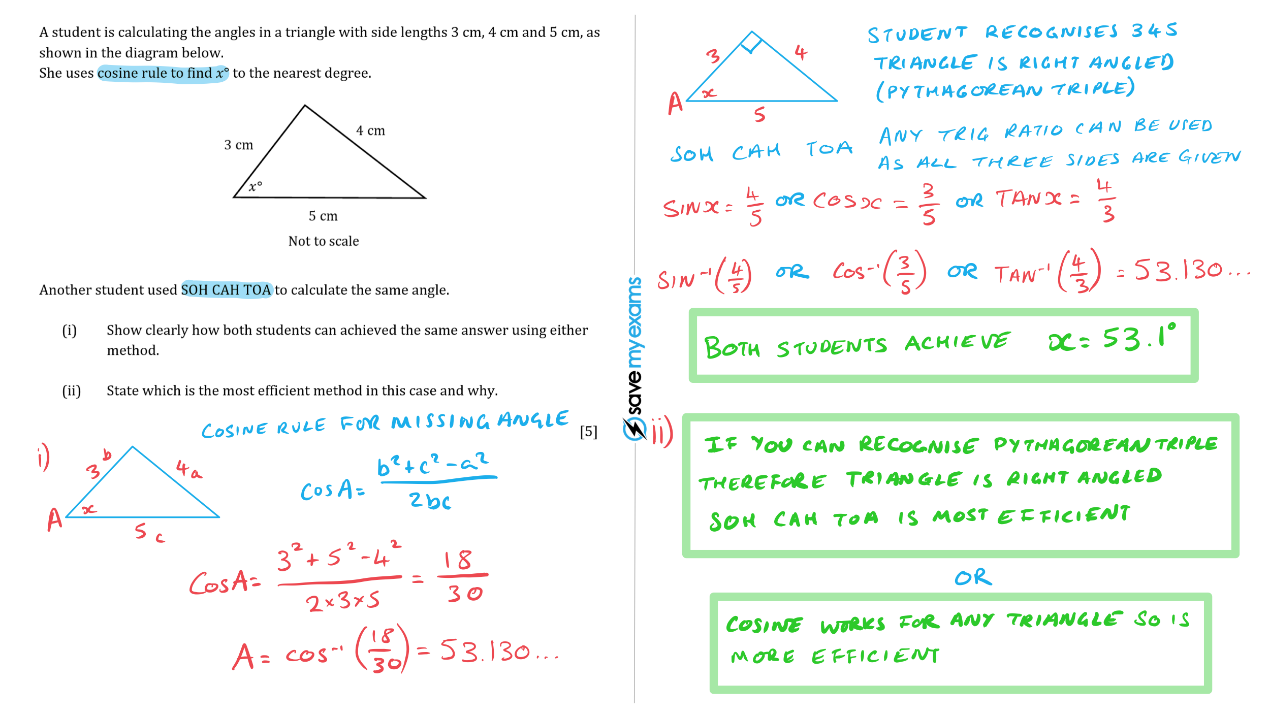 A student is calculating the angles in a triangle with side lengths 3 cm, 4 cm and 5 cm, as
shown in the diagram below.
She uses cosine rule to find x° to the nearest degree.
3 cm
4 cm
x°
5 cm
Not to scale
Another student used SOH CAH TOA to calculate the same angle.
(i) Show clearly how both students can achieved the same answer using either
method.
(ii) State which is the most efficient method in this case and why.
[5]
i)
COSINE RULE FOR MISSING ANGLE
3 b
4 a
A
x
5 c
COS A = (b² + c² - a²) / 2bc
COS A = (3² + 5² - 4²) / (2×3×5) = 18/30
A = COS⁻¹ (18/30) = 53.130...
3
4
A
x
5
STUDENT RECOGNISES 345
TRIANGLE IS RIGHT ANGLED
(PYTHAGOREAN TRIPLE)
SOH CAH TOA
ANY TRIG RATIO CAN BE USED
AS ALL THREE SIDES ARE GIVEN
SIN x = 4/5 OR COS x = 3/5 OR TAN x = 4/3
SIN⁻¹ (4/5) OR COS⁻¹ (3/5) OR TAN⁻¹ (4/3) = 53.130...
BOTH STUDENTS ACHIEVE x = 53.1°
save my exams
ii)
IF YOU CAN RECOGNISE PYTHAGOREAN TRIPLE
THEREFORE TRIANGLE IS RIGHT ANGLED
SOH CAH TOA IS MOST EFFICIENT
OR
COSINE WORKS FOR ANY TRIANGLE SO IS
MORE EFFICIENT